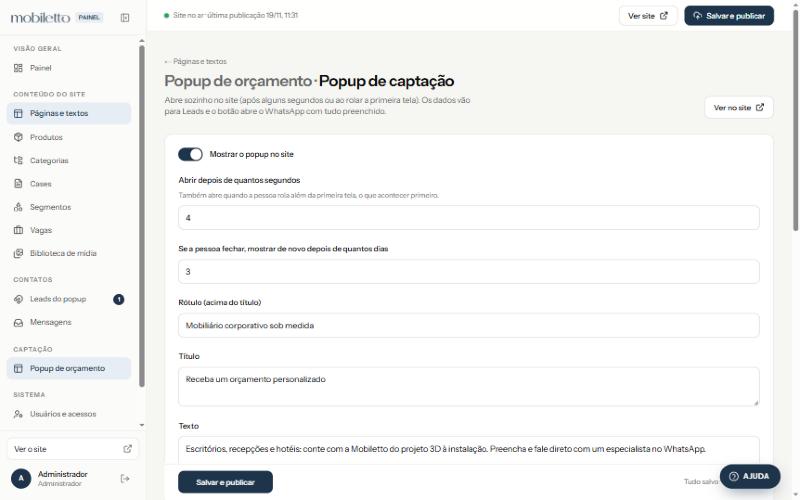 mobiletto PAINEL
VISÃO GERAL
Painel
CONTEÚDO DO SITE
Páginas e textos
Produtos
Categorias
Cases
Segmentos
Vagas
Biblioteca de mídia
CONTATOS
Leads do popup 1
Mensagens
CAPTAÇÃO
Popup de orçamento
SISTEMA
Usuários e acessos
Ver o site
A Administrador
Administrador
Site no ar · última publicação 19/11, 11:31
Ver site
Salvar e publicar
← Páginas e textos
Popup de orçamento · Popup de captação
Abre sozinho no site (após alguns segundos ou ao rolar a primeira tela). Os dados vão
para Leads e o botão abre o WhatsApp com tudo preenchido.
Ver no site
Mostrar o popup no site
Abrir depois de quantos segundos
Também abre quando a pessoa rola além da primeira tela, o que acontecer primeiro.
4
Se a pessoa fechar, mostrar de novo depois de quantos dias
3
Rótulo (acima do título)
Mobiliário corporativo sob medida
Título
Receba um orçamento personalizado
Texto
Escritórios, recepções e hotéis: conte com a Mobiletto do projeto 3D à instalação. Preencha e fale direto com um especialista no WhatsApp.
Salvar e publicar
Tudo salvo
AJUDA